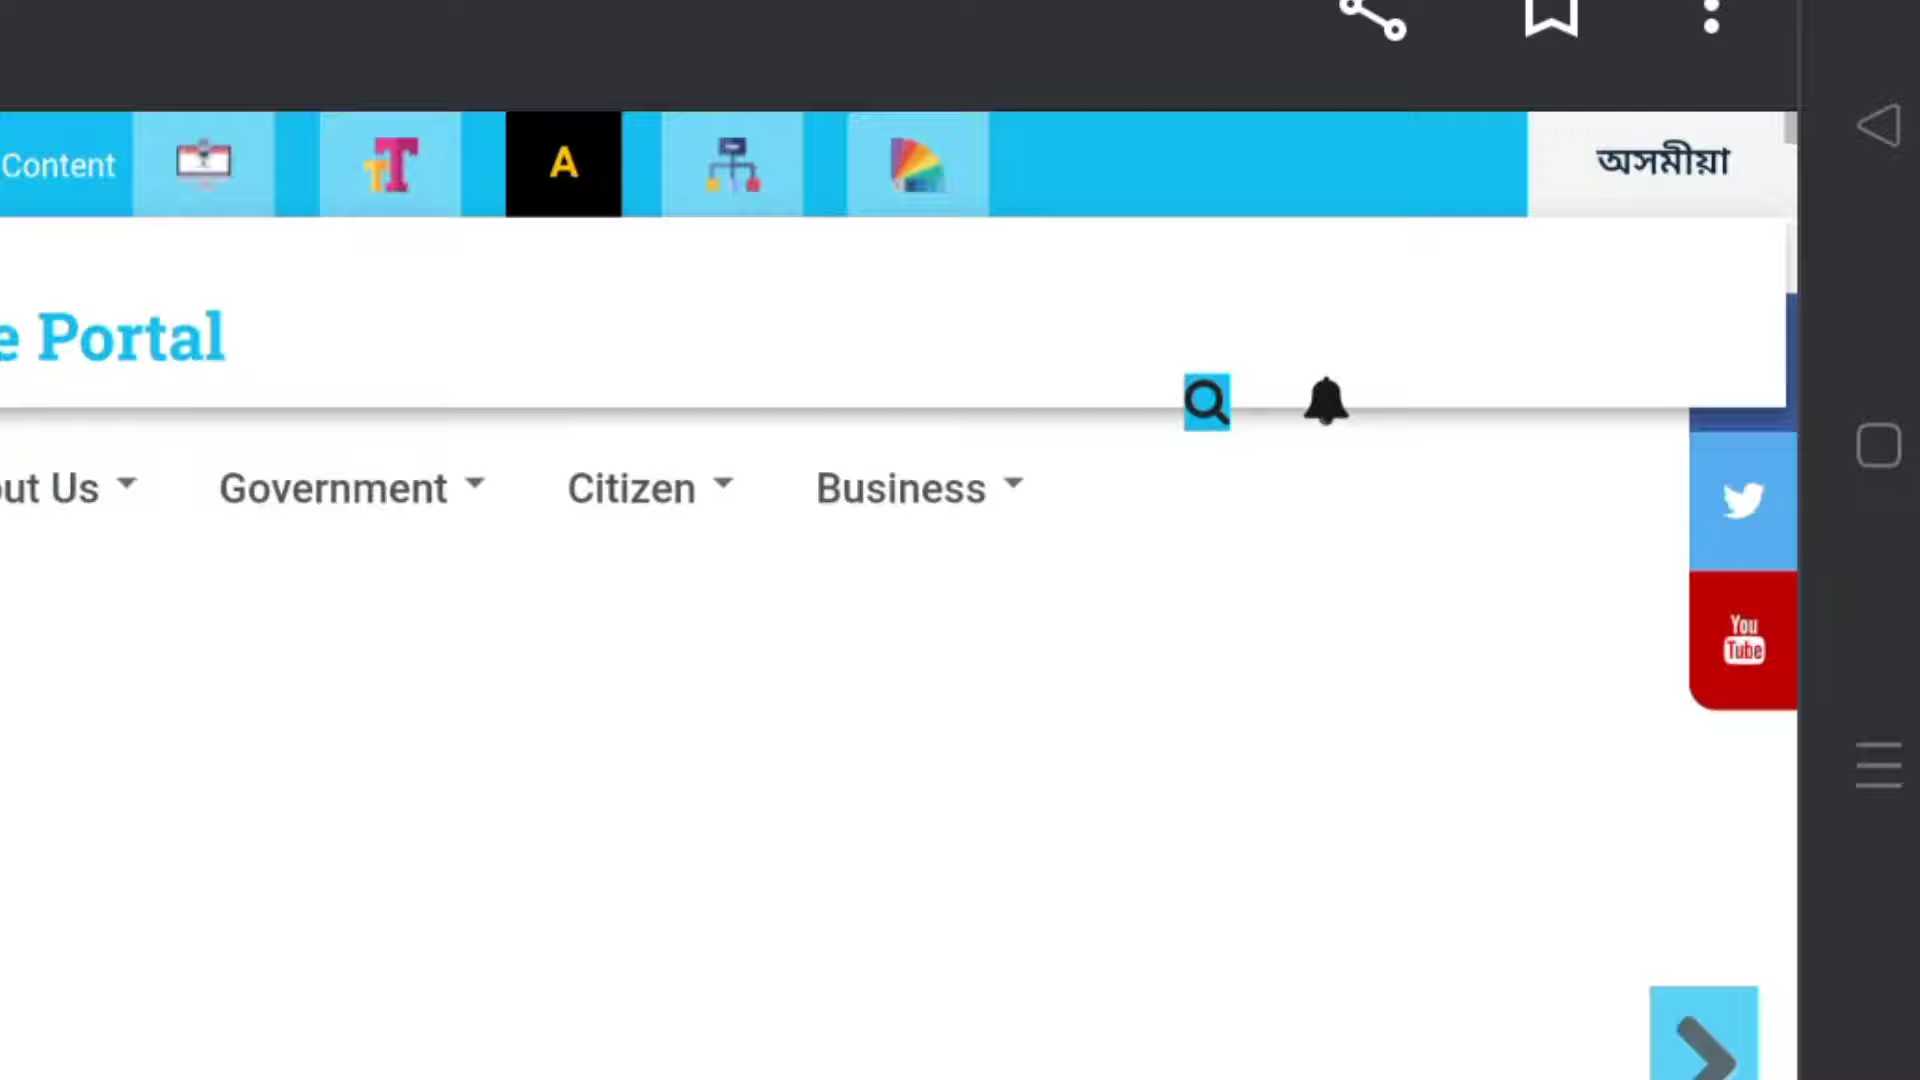 Content
A
অসমীয়া
e Portal
ut Us
Government
Citizen
Business
You
Tube